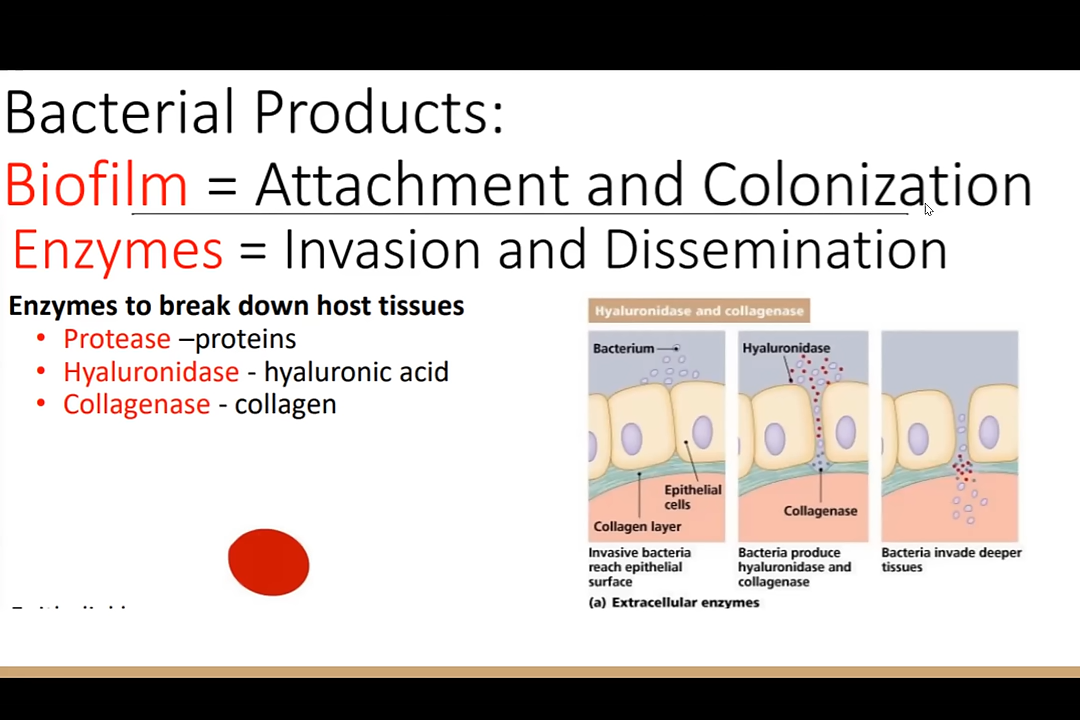 Bacterial Products:
Biofilm = Attachment and Colonization
Enzymes = Invasion and Dissemination
Enzymes to break down host tissues
• Protease –proteins
• Hyaluronidase - hyaluronic acid
• Collagenase - collagen
Hyaluronidase and collagenase
Bacterium
Epithelial
cells
Collagen layer
Invasive bacteria
reach epithelial
surface
Hyaluronidase
Collagenase
Bacteria produce
hyaluronidase and
collagenase
Bacteria invade deeper
tissues
(a) Extracellular enzymes